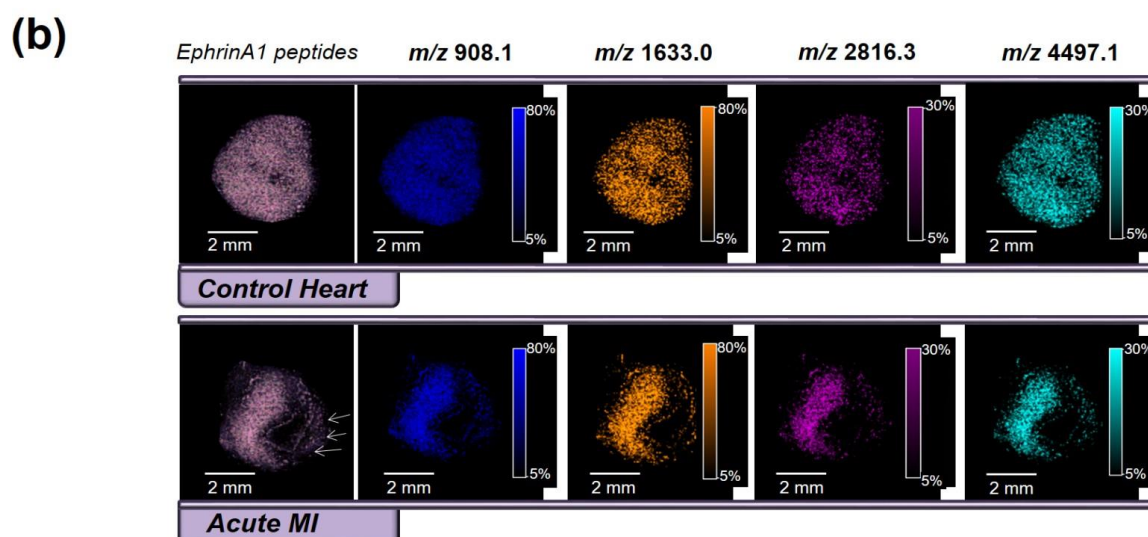 (b)
EphrinA1 peptides m/z 908.1 m/z 1633.0 m/z 2816.3 m/z 4497.1
80% 80% 30% 30%
5% 5% 5% 5%
2 mm 2 mm 2 mm 2 mm 2 mm
Control Heart
80% 80% 30% 30%
5% 5% 5% 5%
2 mm 2 mm 2 mm 2 mm 2 mm
Acute MI